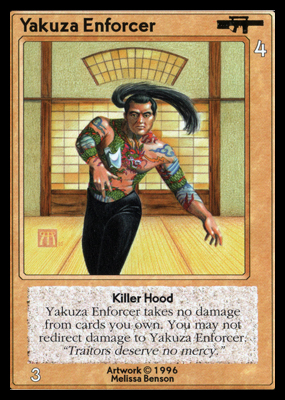 Yakuza Enforcer
4
Killer Hood
Yakuza Enforcer takes no damage
from cards you own. You may not
redirect damage to Yakuza Enforcer.
"Traitors deserve no mercy."
3
Artwork © 1996
Melissa Benson